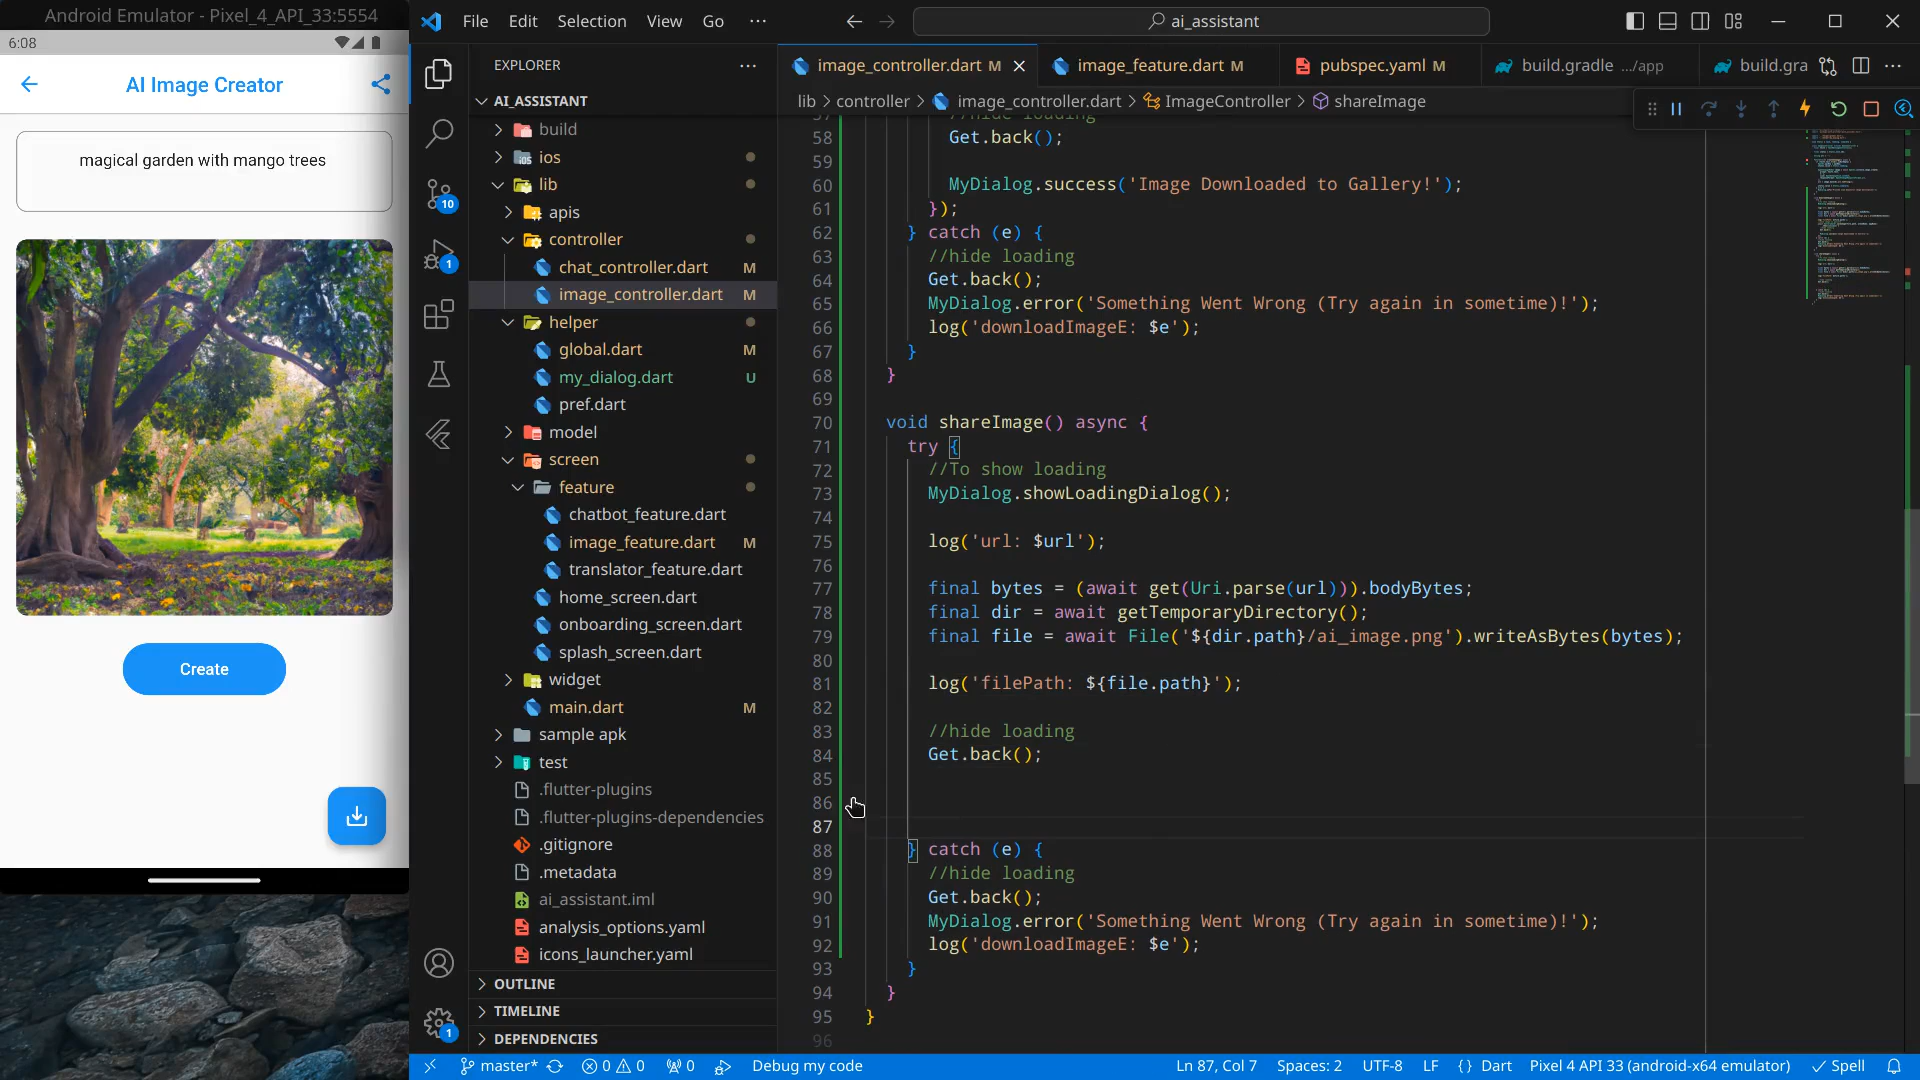 Android Emulator - Pixel_4_API_33:5554
6:08
AI Image Creator
magical garden with mango trees
Create
File Edit Selection View Go ...
ai_assistant
EXPLORER
AI_ASSISTANT
build
ios
lib
apis
controller
chat_controller.dart M
image_controller.dart M
helper
global.dart M
my_dialog.dart U
pref.dart
model
screen
feature
chatbot_feature.dart
image_feature.dart M
translator_feature.dart
home_screen.dart
onboarding_screen.dart
splash_screen.dart
widget
main.dart M
sample apk
test
.flutter-plugins
.flutter-plugins-dependencies
.gitignore
.metadata
ai_assistant.iml
analysis_options.yaml
icons_launcher.yaml
OUTLINE
TIMELINE
DEPENDENCIES
10
1
1
image_controller.dart M
image_feature.dart M
pubspec.yaml M
build.gradle .../app
build.gra
lib > controller > image_controller.dart > ImageController > shareImage
57 //hide loading
58 Get.back();
59
60 MyDialog.success('Image Downloaded to Gallery!');
61 });
62 } catch (e) {
63 //hide loading
64 Get.back();
65 MyDialog.error('Something Went Wrong (Try again in sometime)!');
66 log('downloadImageE: $e');
67 }
68 }
69
70 void shareImage() async {
71 try {
72 //To show loading
73 MyDialog.showLoadingDialog();
74
75 log('url: $url');
76
77 final bytes = (await get(Uri.parse(url))).bodyBytes;
78 final dir = await getTemporaryDirectory();
79 final file = await File('${dir.path}/ai_image.png').writeAsBytes(bytes);
80
81 log('filePath: ${file.path}');
82
83 //hide loading
84 Get.back();
85
86
87
88 } catch (e) {
89 //hide loading
90 Get.back();
91 MyDialog.error('Something Went Wrong (Try again in sometime)!');
92 log('downloadImageE: $e');
93 }
94 }
95 }
96
master* 0 0 0 Debug my code
Ln 87, Col 7 Spaces: 2 UTF-8 LF {} Dart Pixel 4 API 33 (android-x64 emulator) Spell